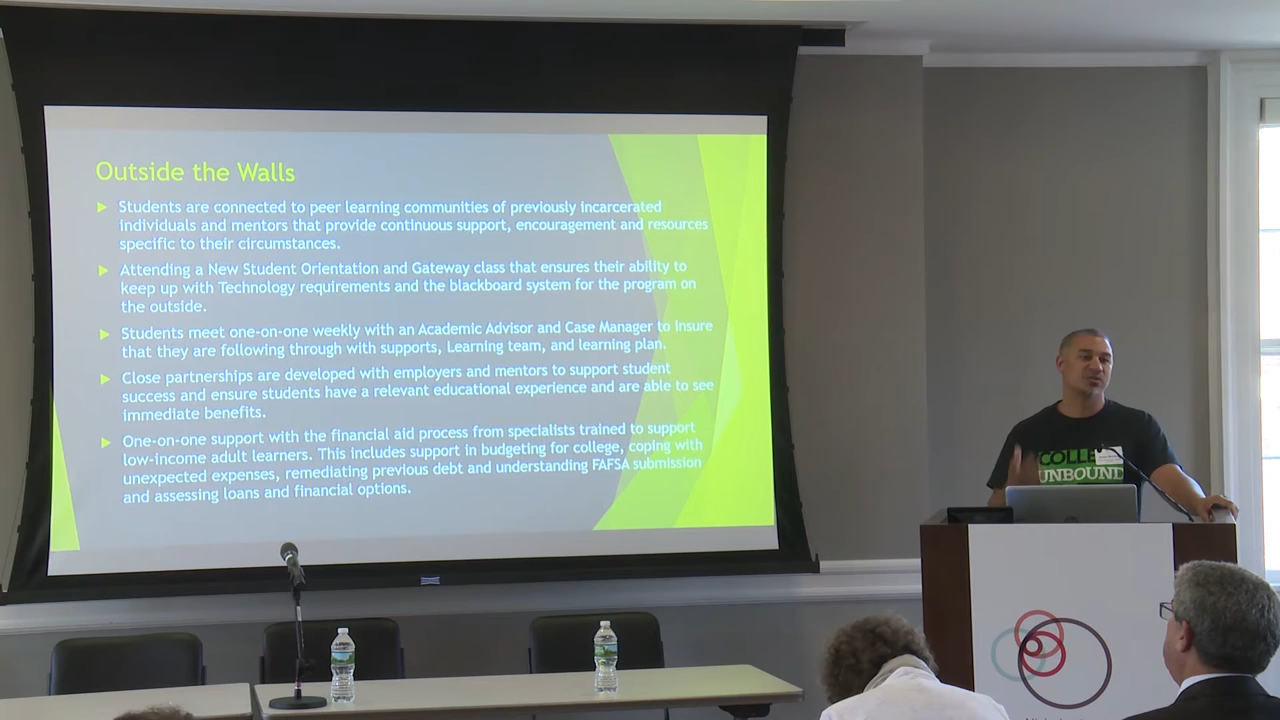 Outside the Walls
Students are connected to peer learning communities of previously incarcerated
individuals and mentors that provide continuous support, encouragement and resources
specific to their circumstances.
Attending a New Student Orientation and Gateway class that ensures their ability to
keep up with Technology requirements and the blackboard system for the program on
the outside.
Students meet one-on-one weekly with an Academic Advisor and Case Manager to insure
that they are following through with supports, Learning team, and learning plan.
Close partnerships are developed with employers and mentors to support student
success and ensure students have a relevant educational experience and are able to see
immediate benefits.
One-on-one support with the financial aid process from specialists trained to support
low-income adult learners. This includes support in budgeting for college, coping with
unexpected expenses, remediating previous debt and understanding FAFSA submission
and assessing loans and financial options.
UNBOUND